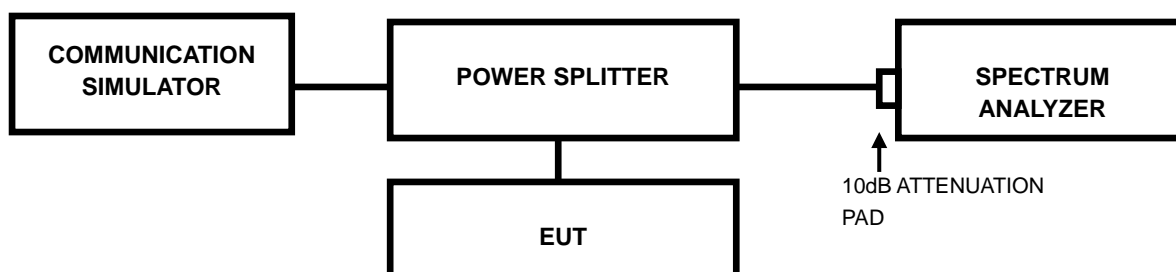 COMMUNICATION
SIMULATOR
POWER SPLITTER
SPECTRUM
ANALYZER
10dB ATTENUATION
PAD
EUT